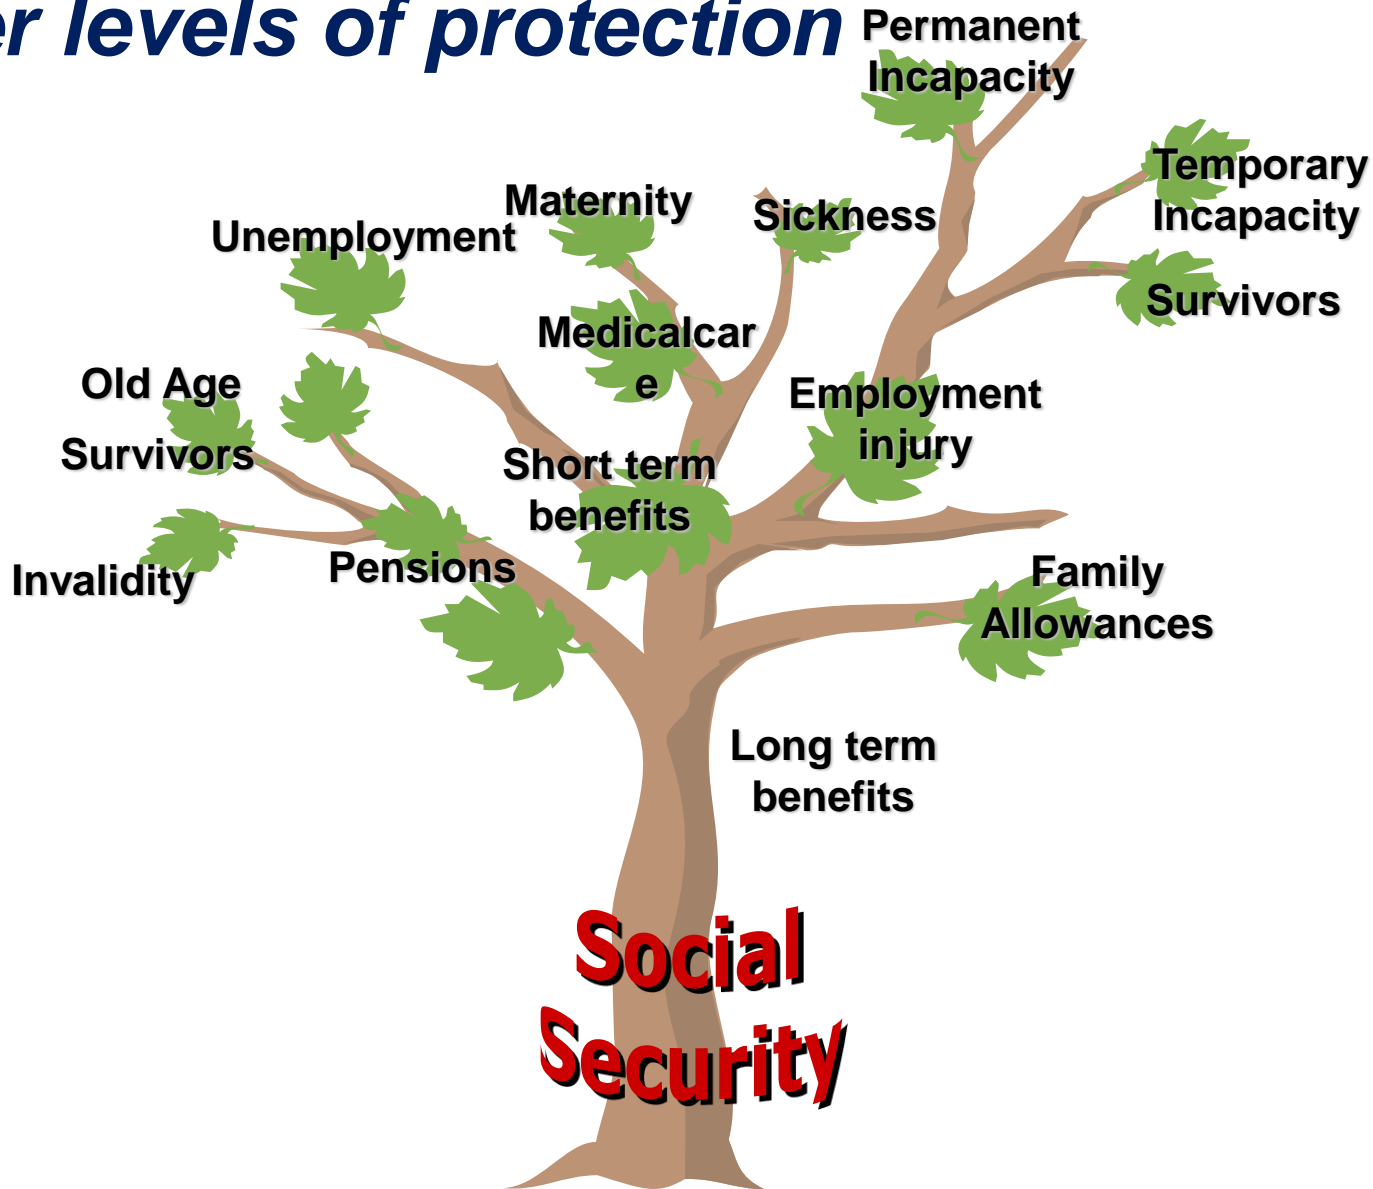 er levels of protection
Permanent
Incapacity
Temporary
Incapacity
Maternity
Sickness
Unemployment
Survivors
Medicalcar
e
Old Age
Employment
injury
Survivors
Short term
benefits
Invalidity
Pensions
Family
Allowances
Long term
benefits
Social
Security